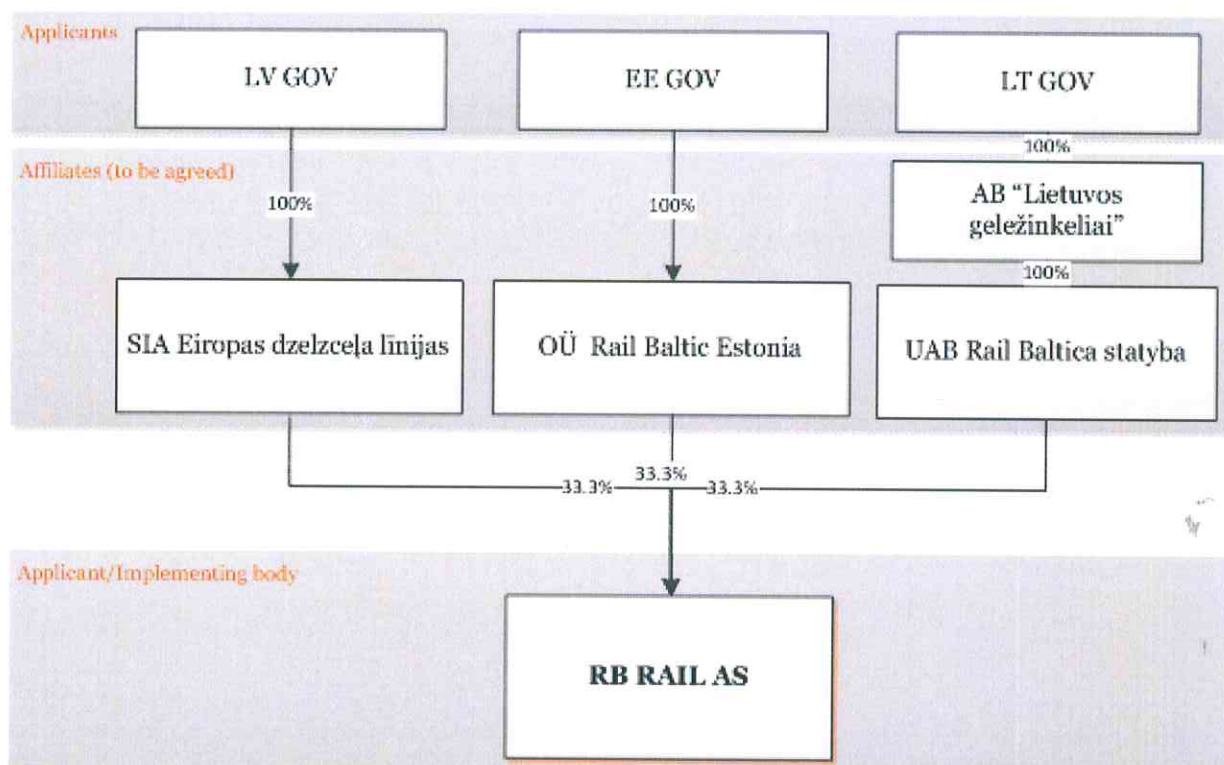 Applicants
LV GOV
EE GOV
LT GOV
100%
Affiliates (to be agreed)
100%
100%
AB “Lietuvos
geležinkeliai”
100%
SIA Eiropas dzelzceļa līnijas
OÜ Rail Baltic Estonia
UAB Rail Baltica statyba
33.3%
33.3%
33.3%
Applicant/Implementing body
RB RAIL AS